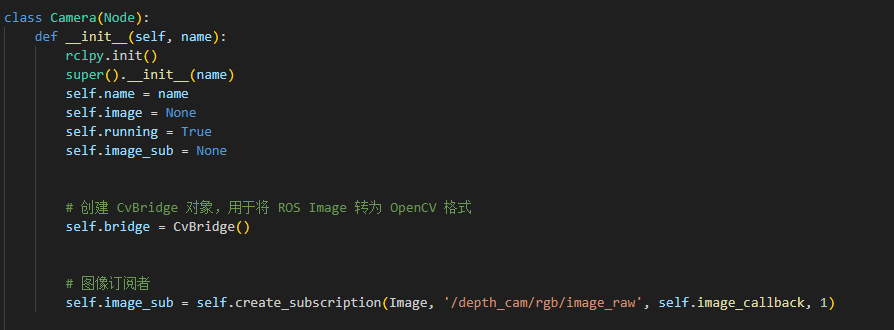 class Camera(Node):
    def __init__(self, name):
        rclpy.init()
        super().__init__(name)
        self.name = name
        self.image = None
        self.running = True
        self.image_sub = None
        # 创建 CvBridge 对象，用于将 ROS Image 转为 OpenCV 格式
        self.bridge = CvBridge()
        # 图像订阅者
        self.image_sub = self.create_subscription(Image, '/depth_cam/rgb/image_raw', self.image_callback, 1)